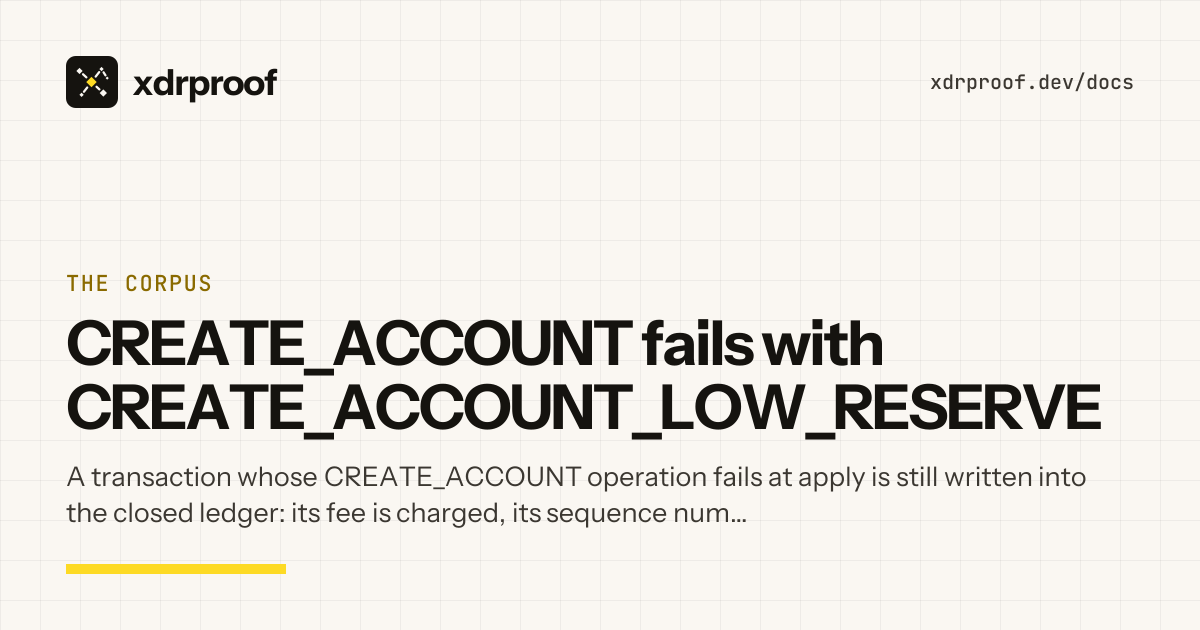 xdrproof
xdrproof.dev/docs
THE CORPUS
CREATE_ACCOUNT fails with
CREATE_ACCOUNT_LOW_RESERVE
A transaction whose CREATE_ACCOUNT operation fails at apply is still written into
the closed ledger: its fee is charged, its sequence num...